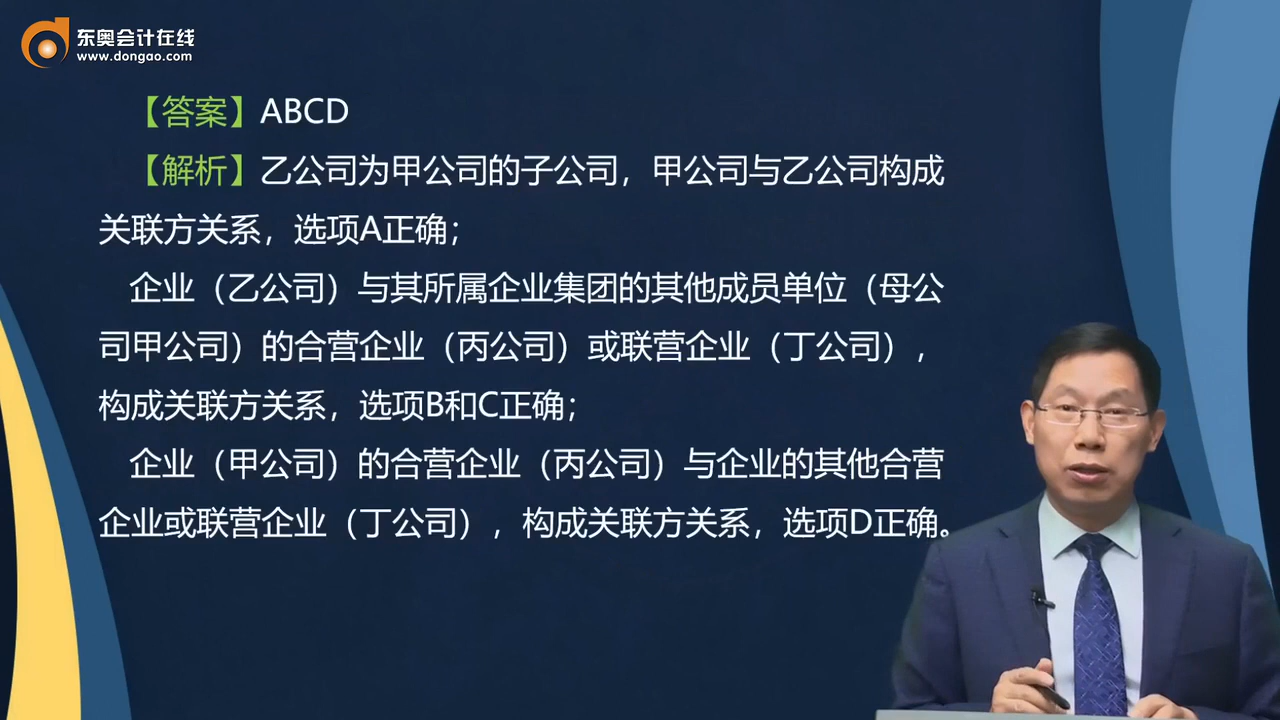 东奥会计在线
www.dongao.com
【答案】ABCD
【解析】乙公司为甲公司的子公司，甲公司与乙公司构成
关联方关系，选项A正确；
企业（乙公司）与其所属企业集团的其他成员单位（母公
司甲公司）的合营企业（丙公司）或联营企业（丁公司），
构成关联方关系，选项B和C正确；
企业（甲公司）的合营企业（丙公司）与企业的其他合营
企业或联营企业（丁公司），构成关联方关系，选项D正确。